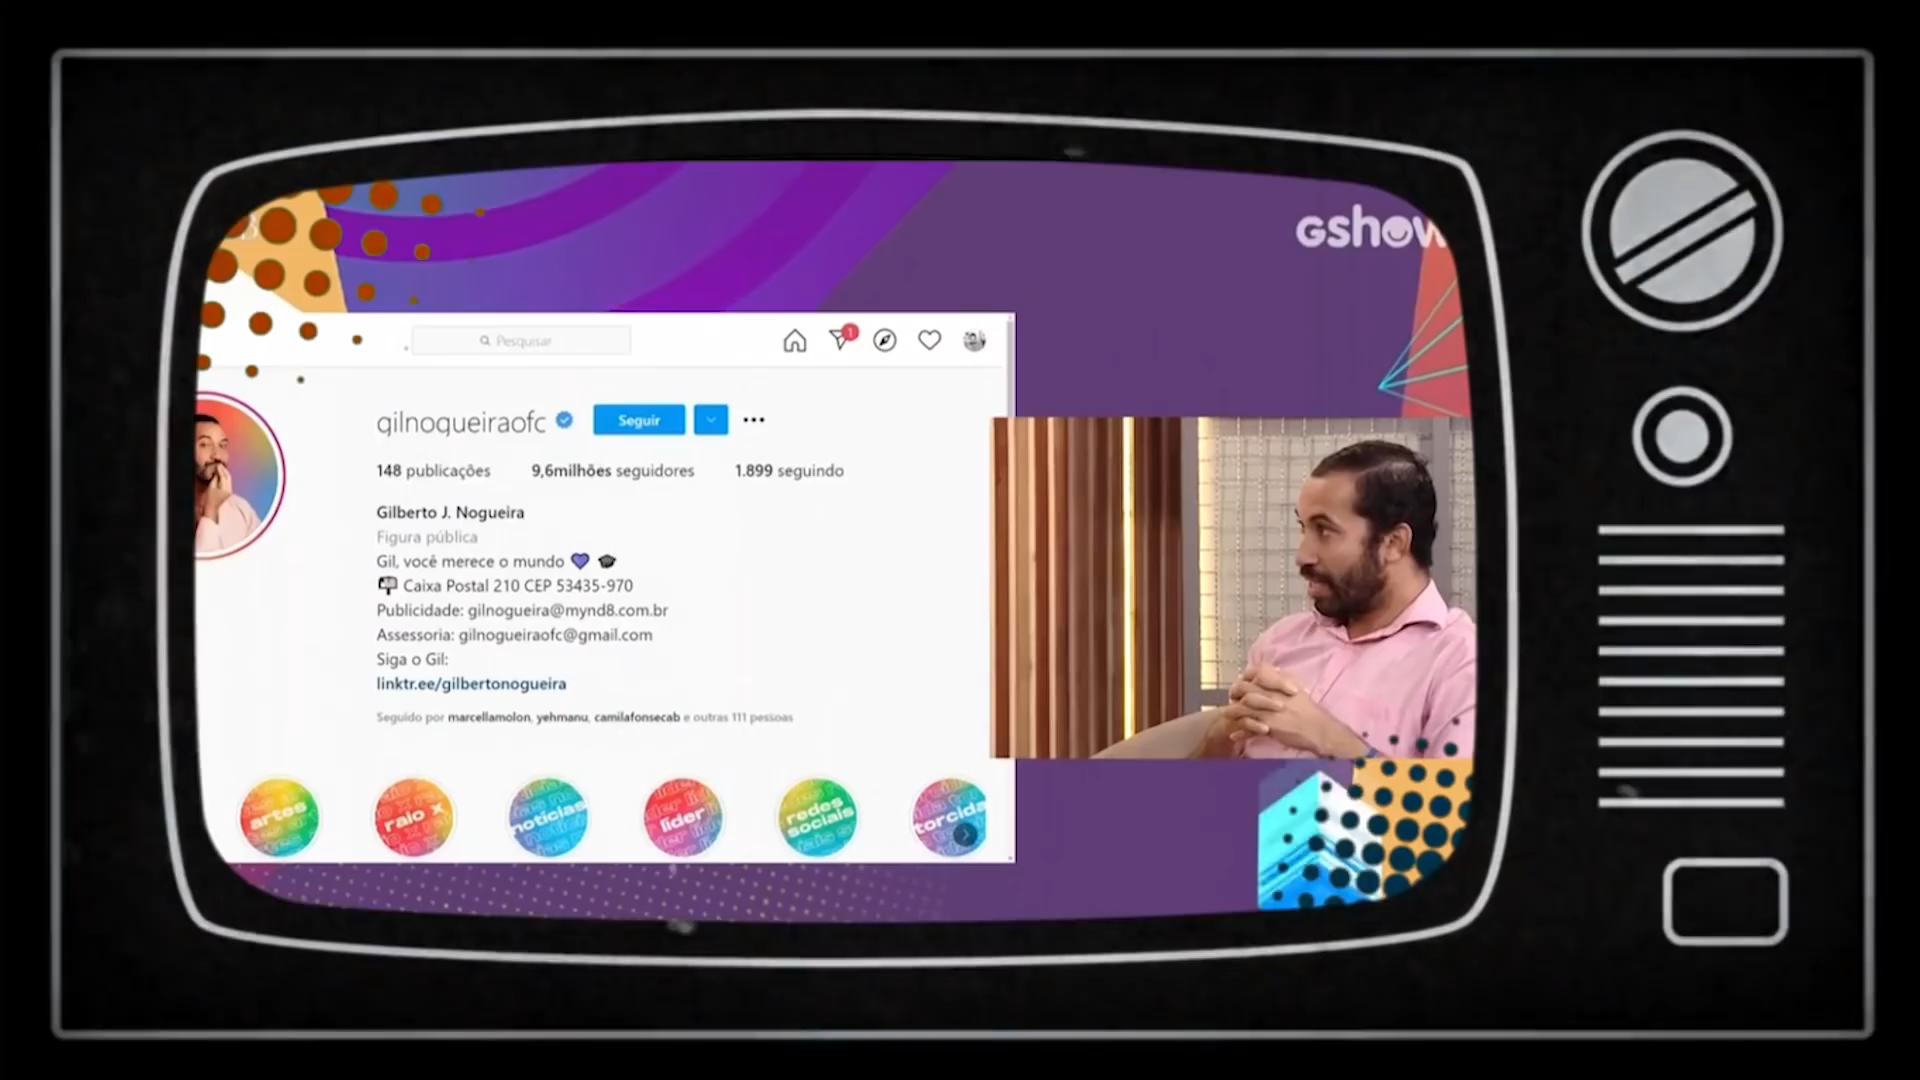 GSHOW
Pesquisar
1
gilnogueiraofc Seguir
148 publicações 9,6milhões seguidores 1.899 seguindo
Gilberto J. Nogueira
Figura pública
Gil, você merece o mundo 💜 🎓
📫 Caixa Postal 210 CEP 53435-970
Publicidade: gilnogueira@mynd8.com.br
Assessoria: gilnogueiraofc@gmail.com
Siga o Gil:
linktr.ee/gilbertonogueira
Seguido por marcellamolon, yehmanu, camilafonsecab e outras 111 pessoas
artes raio x notícias líder redes sociais torcida